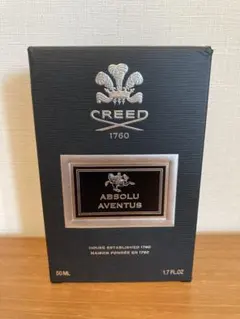 CREED
1760
ABSOLU
AVENTUS
HOUSE ESTABLISHED 1760
MAISON FONDÉE EN 1760
50 ML 1.7 FL.OZ